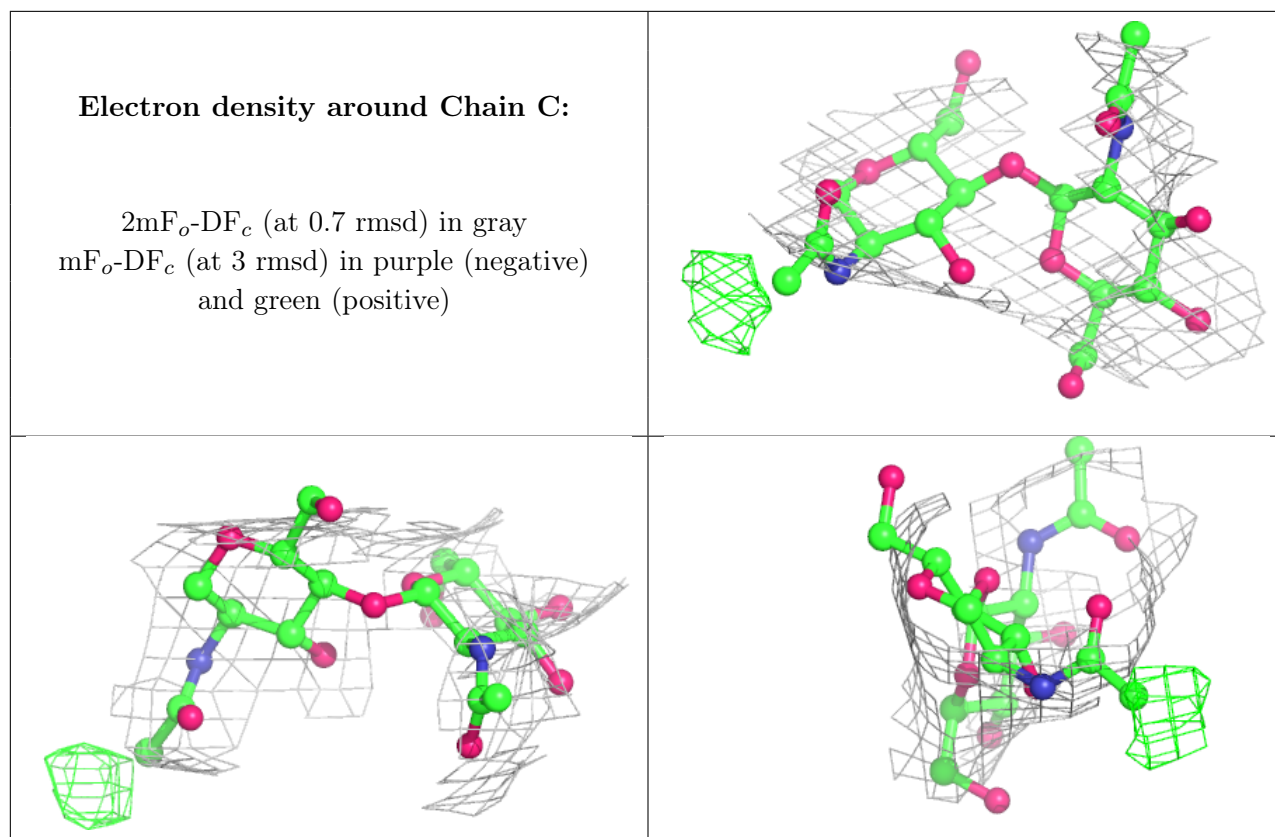 Electron density around Chain C:
2mFo-DFc (at 0.7 rmsd) in gray
mFo-DFc (at 3 rmsd) in purple (negative)
and green (positive)